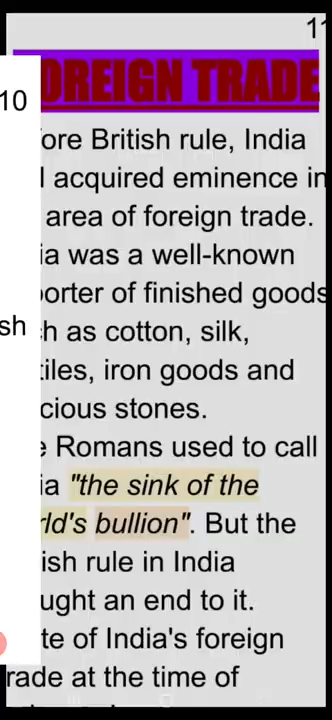 11
10
OREIGN TRADE
ore British rule, India
acquired eminence in
area of foreign trade.
ia was a well-known
porter of finished goods
sh
h as cotton, silk,
tiles, iron goods and
cious stones.
e Romans used to call
ia "the sink of the
rld's bullion". But the
ish rule in India
ught an end to it.
te of India's foreign
rade at the time of